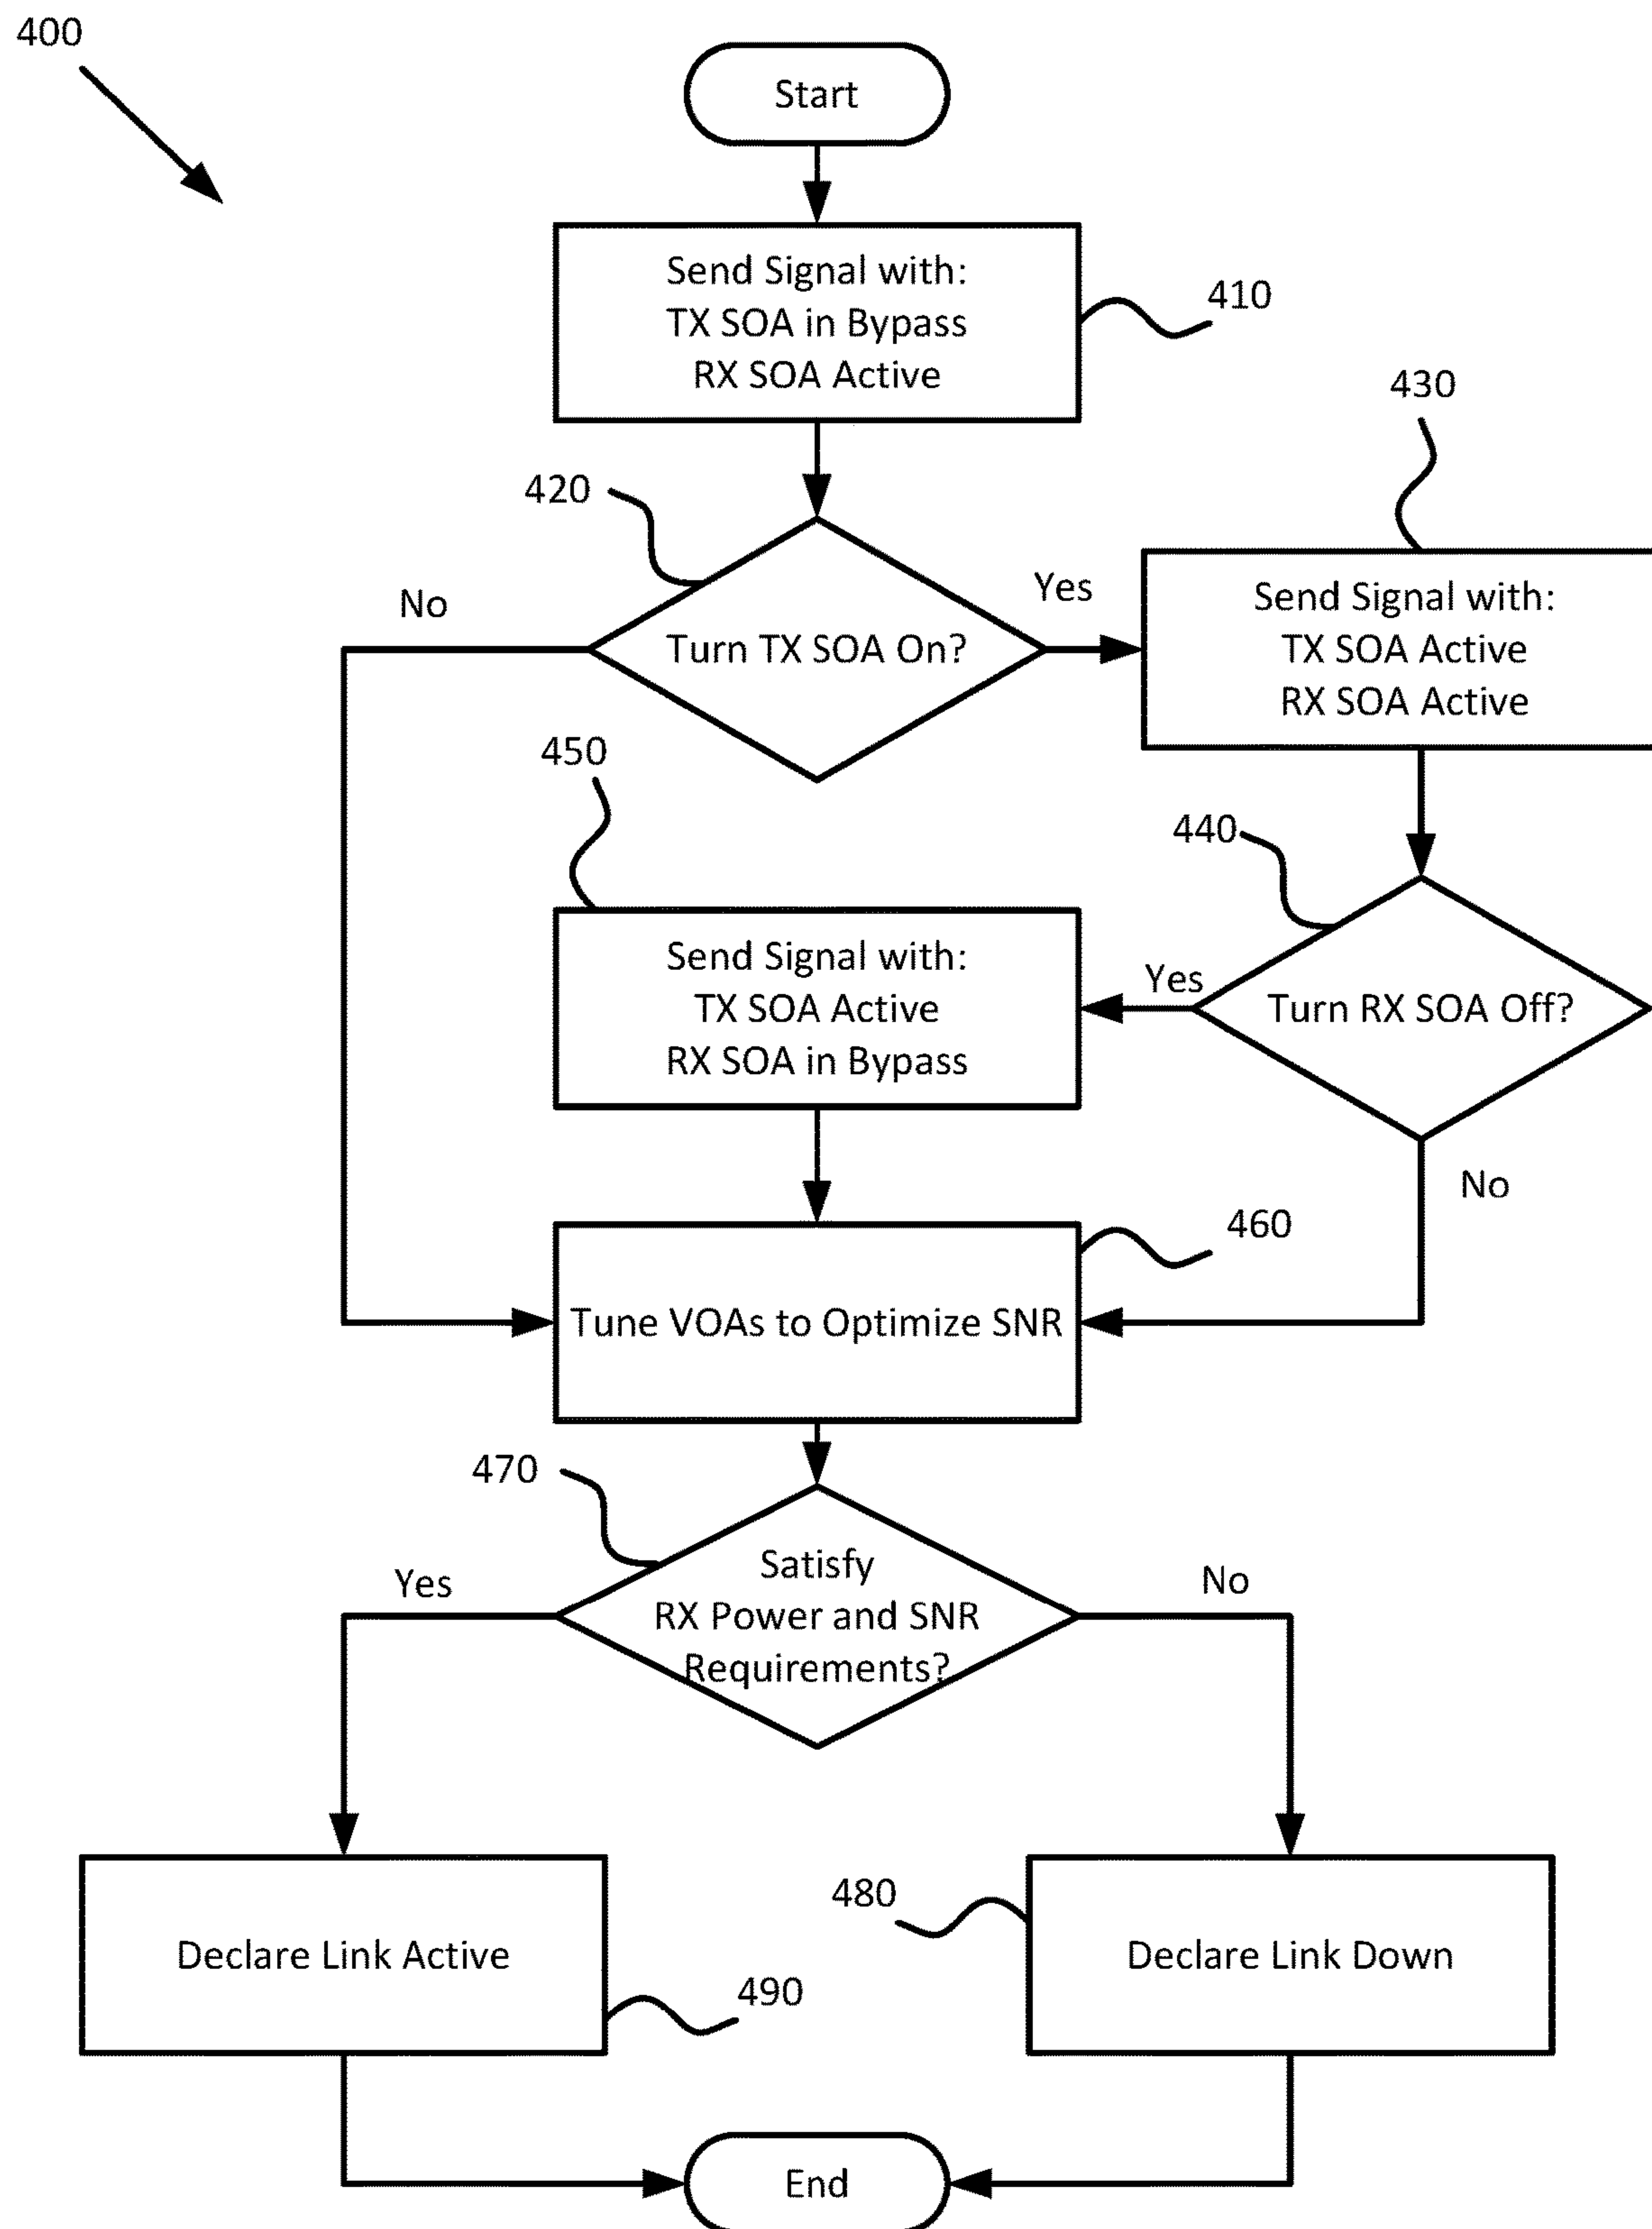 400
Start
Send Signal with:
TX SOA in Bypass
RX SOA Active
410
420
Turn TX SOA On?
No
Yes
430
Send Signal with:
TX SOA Active
RX SOA Active
440
Turn RX SOA Off?
Yes
No
450
Send Signal with:
TX SOA Active
RX SOA in Bypass
460
Tune VOAs to Optimize SNR
470
Satisfy
RX Power and SNR
Requirements?
Yes
No
Declare Link Active
490
480
Declare Link Down
End